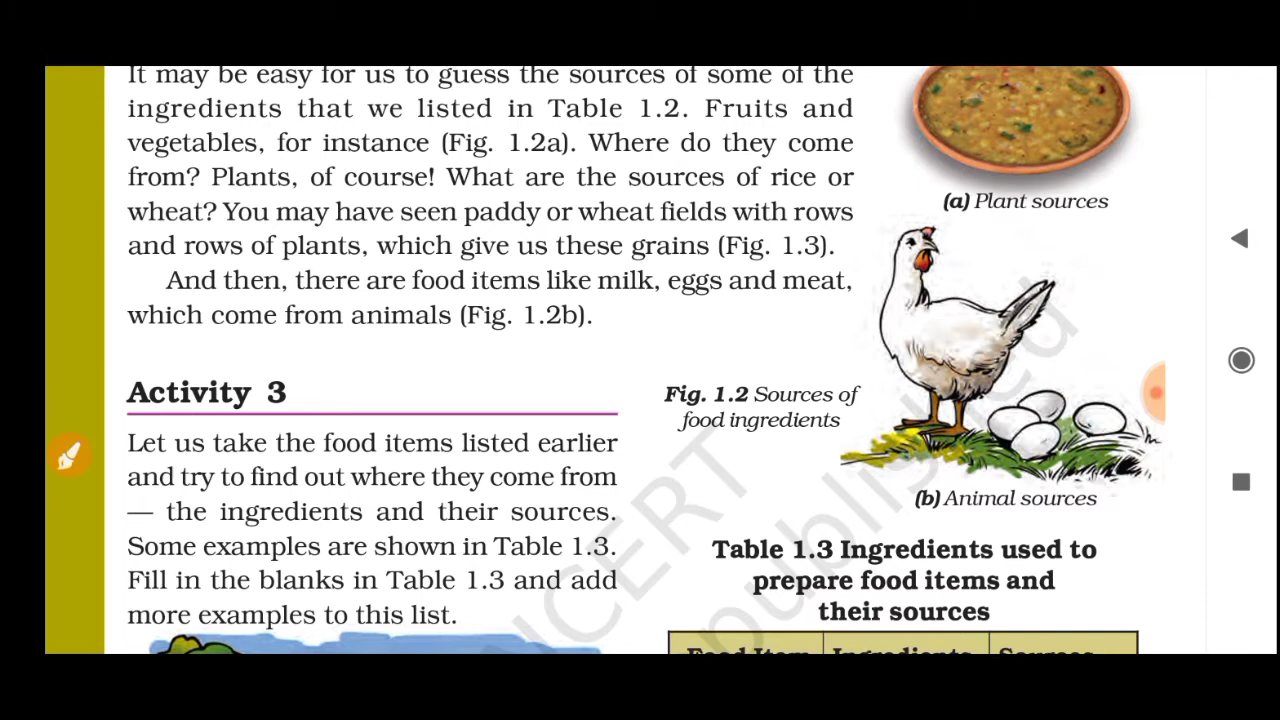 It may be easy for us to guess the sources of some of the
ingredients that we listed in Table 1.2. Fruits and
vegetables, for instance (Fig. 1.2a). Where do they come
from? Plants, of course! What are the sources of rice or
wheat? You may have seen paddy or wheat fields with rows
and rows of plants, which give us these grains (Fig. 1.3).
And then, there are food items like milk, eggs and meat,
which come from animals (Fig. 1.2b).
(a) Plant sources
Fig. 1.2 Sources of
food ingredients
(b) Animal sources
Activity 3
Let us take the food items listed earlier
and try to find out where they come from
— the ingredients and their sources.
Some examples are shown in Table 1.3.
Fill in the blanks in Table 1.3 and add
more examples to this list.
Table 1.3 Ingredients used to
prepare food items and
their sources
Food Item Ingredients Sources
NCERT
published